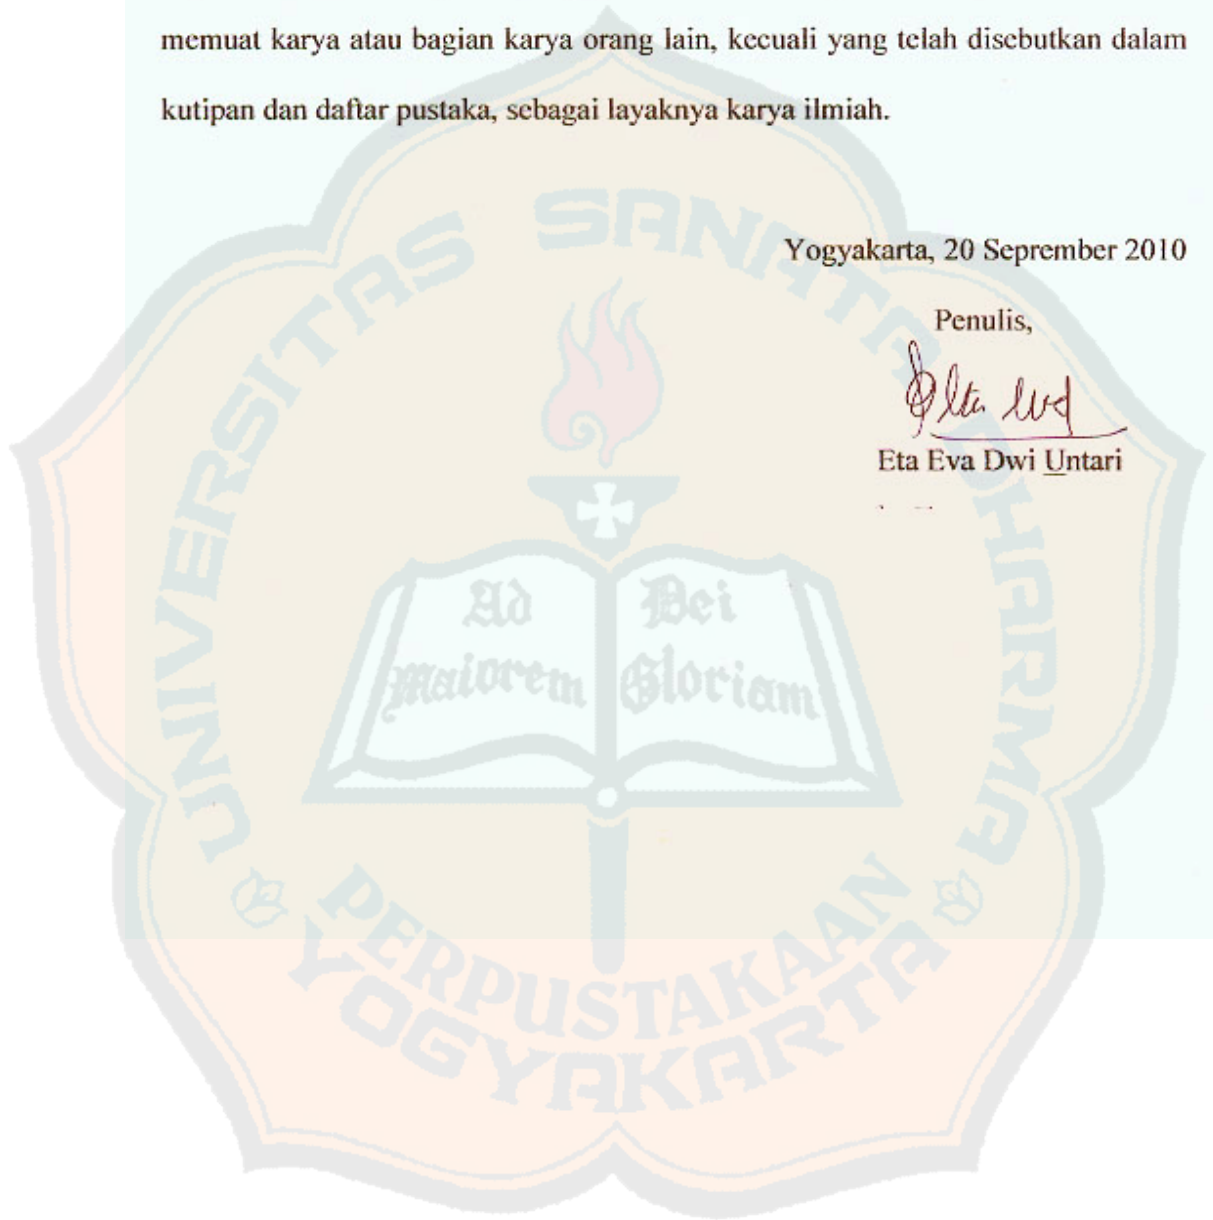 memuat karya atau bagian karya orang lain, kecuali yang telah disebutkan dalam
kutipan dan daftar pustaka, sebagai layaknya karya ilmiah.
Yogyakarta, 20 Seprember 2010
Penulis,
Eta Eva Dwi Untari
UNIVERSITAS SANATA DHARMA
Ad Dei
Maiorem Gloriam
PERPUSTAKAAN
YOGYAKARTA